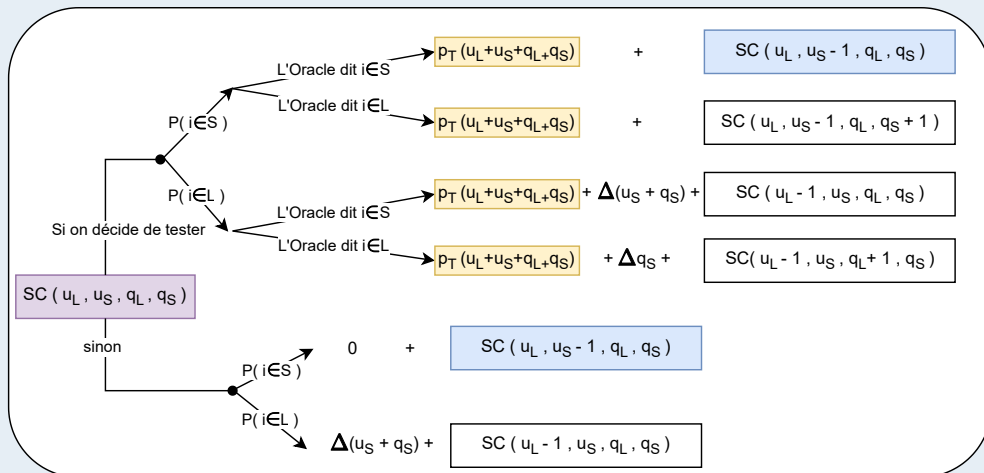 L'Oracle dit i∈S
p_T (u_L+u_S+q_L+q_S)
+
SC ( u_L , u_S - 1 , q_L , q_S )
P( i∈S )
L'Oracle dit i∈L
p_T (u_L+u_S+q_L+q_S)
+
SC ( u_L , u_S - 1 , q_L , q_S + 1 )
P( i∈L )
L'Oracle dit i∈S
p_T (u_L+u_S+q_L+q_S)
+ Δ(u_S + q_S) +
SC ( u_L - 1 , u_S , q_L , q_S )
Si on décide de tester
L'Oracle dit i∈L
p_T (u_L+u_S+q_L+q_S)
+ Δq_S +
SC( u_L - 1 , u_S , q_L + 1 , q_S )
SC ( u_L , u_S , q_L , q_S )
sinon
P( i∈S )
0
+
SC ( u_L , u_S - 1 , q_L , q_S )
P( i∈L )
Δ(u_S + q_S) +
SC ( u_L - 1 , u_S , q_L , q_S )